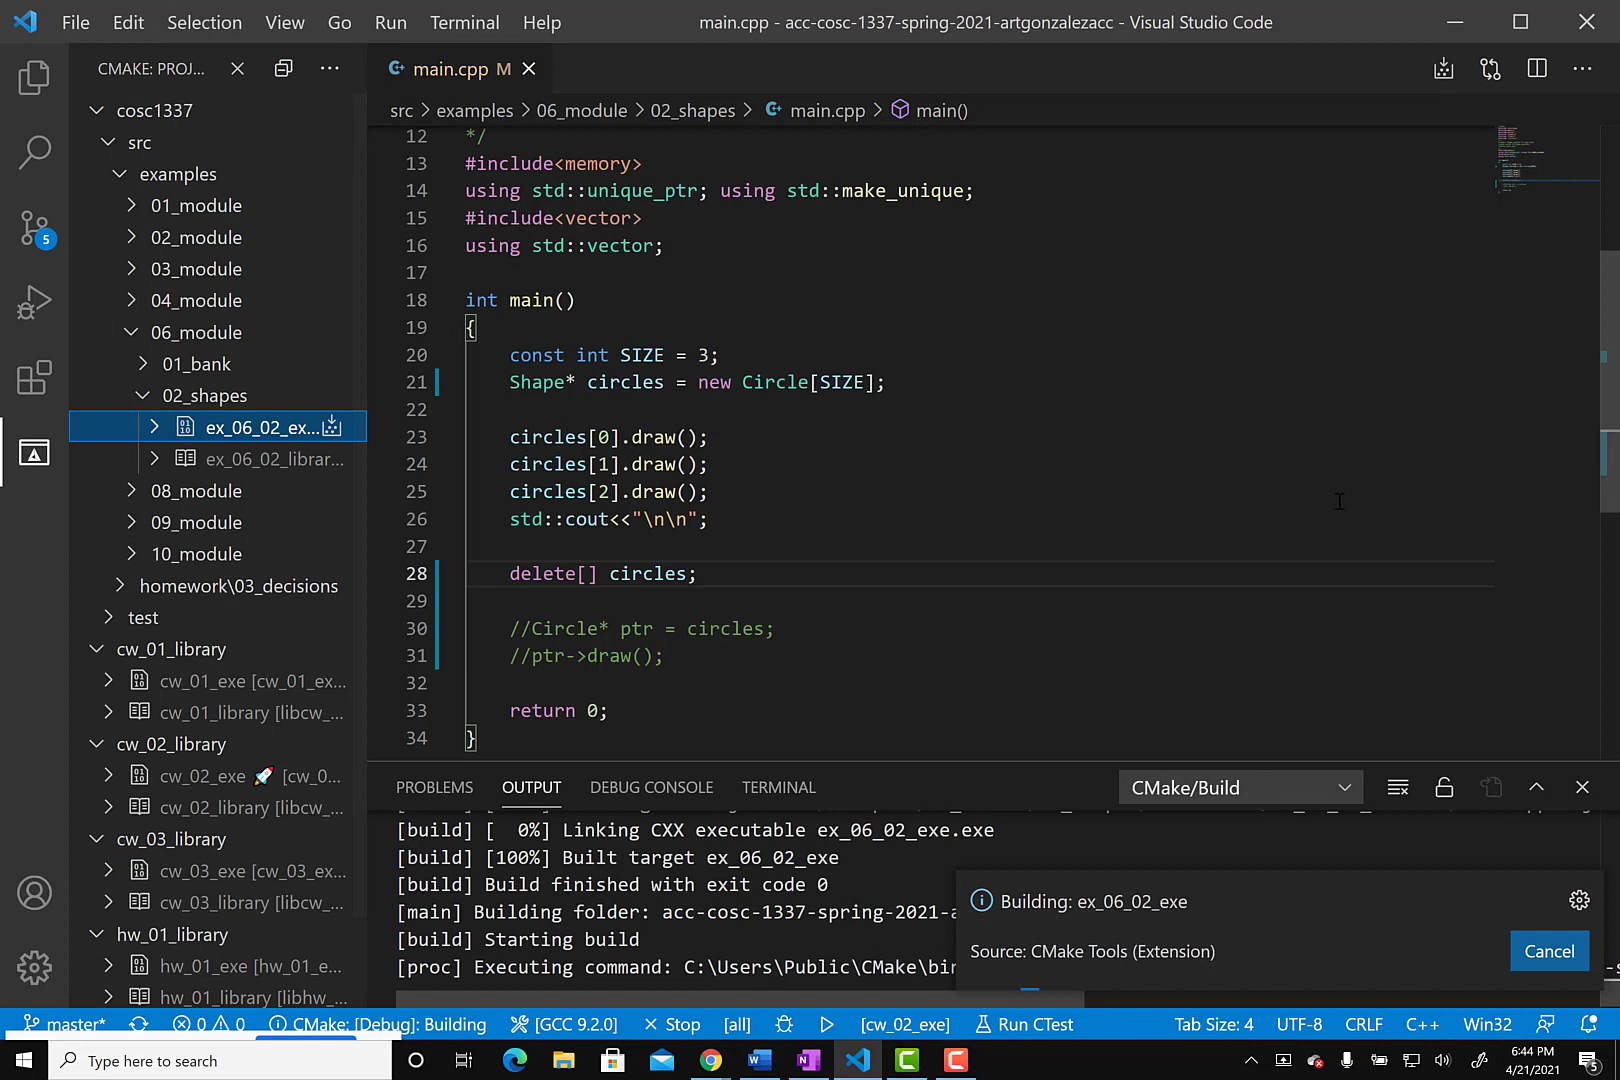 File Edit Selection View Go Run Terminal Help
main.cpp - acc-cosc-1337-spring-2021-artgonzalezacc - Visual Studio Code
CMAKE: PROJ...
main.cpp M
src > examples > 06_module > 02_shapes > main.cpp > main()
cosc1337
src
examples
01_module
02_module
03_module
04_module
06_module
01_bank
02_shapes
ex_06_02_ex...
ex_06_02_librar...
08_module
09_module
10_module
homework\03_decisions
test
cw_01_library
cw_01_exe [cw_01_ex...
cw_01_library [libcw_...
cw_02_library
cw_02_exe 🚀 [cw_0...
cw_02_library [libcw_...
cw_03_library
cw_03_exe [cw_03_ex...
cw_03_library [libcw_...
hw_01_library
hw_01_exe [hw_01_e...
hw_01_library [libhw_...
5
12 */
13 #include<memory>
14 using std::unique_ptr; using std::make_unique;
15 #include<vector>
16 using std::vector;
17
18 int main()
19 {
20 const int SIZE = 3;
21 Shape* circles = new Circle[SIZE];
22
23 circles[0].draw();
24 circles[1].draw();
25 circles[2].draw();
26 std::cout<<"\n\n";
27
28 delete[] circles;
29
30 //Circle* ptr = circles;
31 //ptr->draw();
32
33 return 0;
34 }
PROBLEMS OUTPUT DEBUG CONSOLE TERMINAL
CMake/Build
[build] [  0%] Linking CXX executable ex_06_02_exe.exe
[build] [100%] Built target ex_06_02_exe
[build] Build finished with exit code 0
[main] Building folder: acc-cosc-1337-spring-2021-a
[build] Starting build
[proc] Executing command: C:\Users\Public\CMake\bin
Building: ex_06_02_exe
Source: CMake Tools (Extension)
Cancel
master* 0 0 CMake: [Debug]: Building [GCC 9.2.0] Stop [all] [cw_02_exe] Run CTest Tab Size: 4 UTF-8 CRLF C++ Win32
Type here to search
6:44 PM
4/21/2021
5